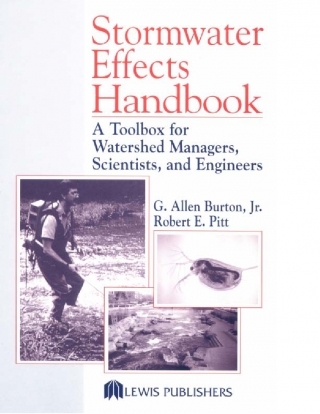 Stormwater
Effects
Handbook
A Toolbox for
Watershed Managers,
Scientists, and Engineers
G. Allen Burton, Jr.
Robert E. Pitt
LEWIS PUBLISHERS